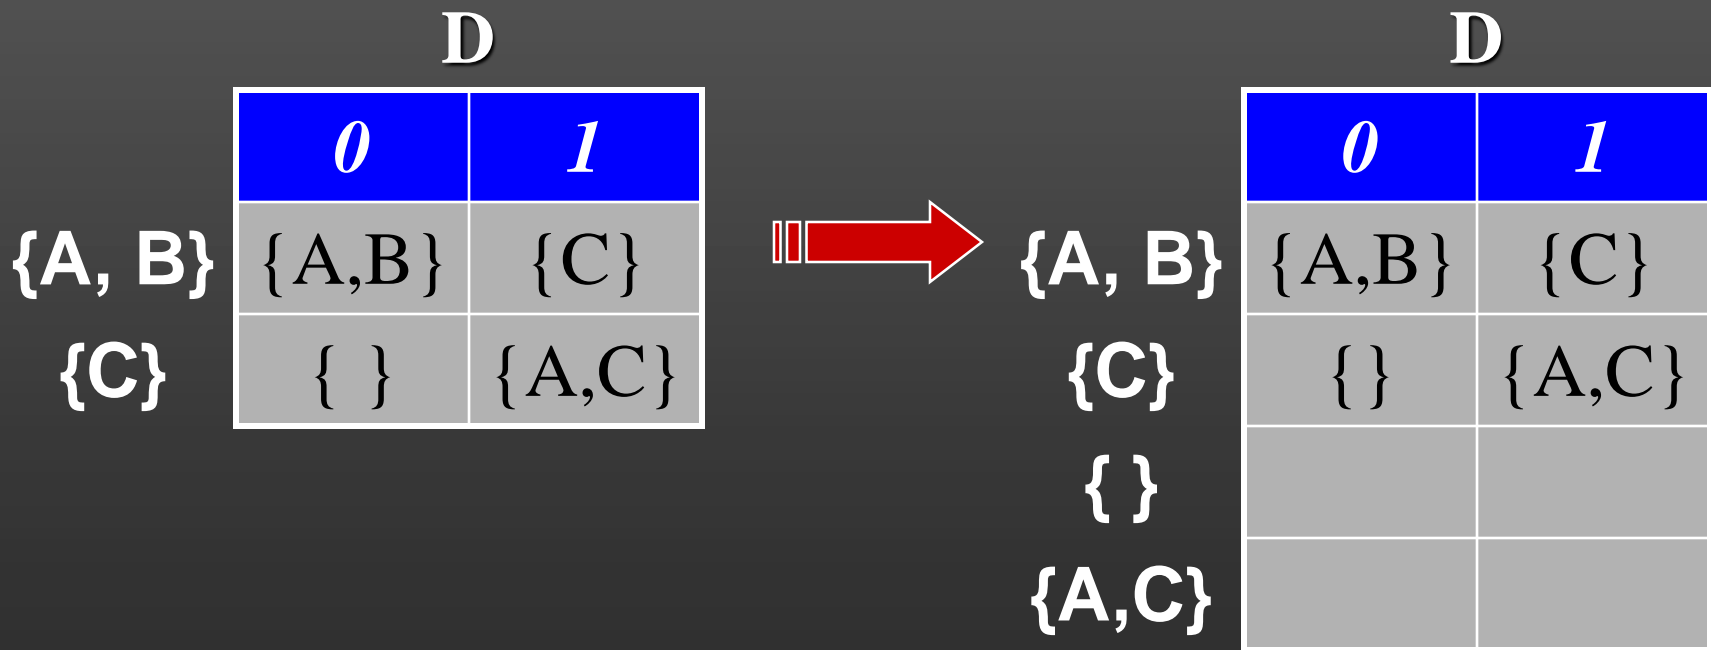 D D
0 1 0 1
{A, B} {A,B} {C} {A, B} {A,B} {C}
{C} { } {A,C} {C} {} {A,C}
{ }
{A,C}